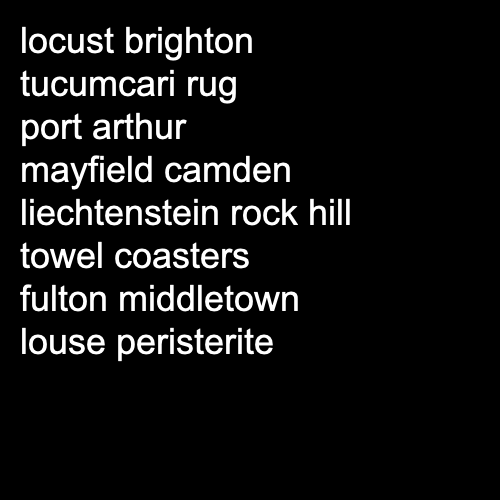 locust brighton
tucumcari rug
port arthur
mayfield camden
liechtenstein rock hill
towel coasters
fulton middletown
louse peristerite